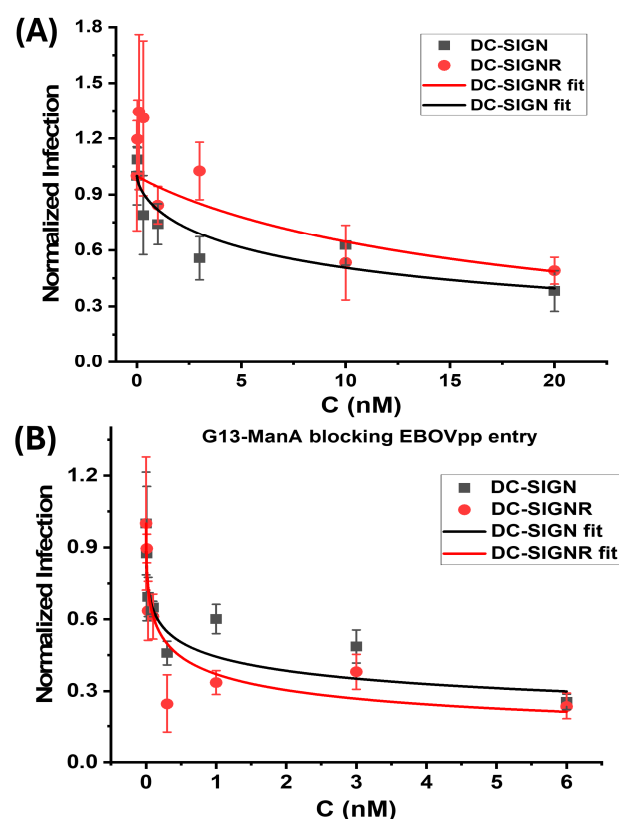 (A)
1.8
1.5
1.2
0.9
0.6
0.3
0.0
Normalized Infection
DC-SIGN
DC-SIGNR
DC-SIGNR fit
DC-SIGN fit
0 5 10 15 20
C (nM)
(B)
G13-ManA blocking EBOVpp entry
1.2
0.9
0.6
0.3
0.0
Normalized Infection
DC-SIGN
DC-SIGNR
DC-SIGN fit
DC-SIGNR fit
0 1 2 3 4 5 6
C (nM)